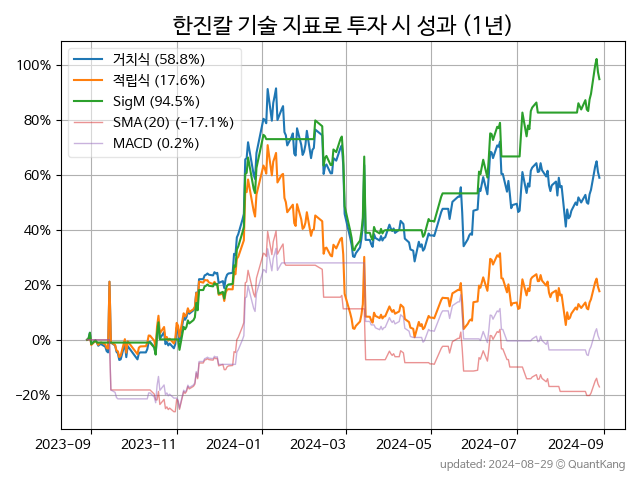 한진칼 기술 지표로 투자 시 성과 (1년)
거치식 (58.8%)
적립식 (17.6%)
SigM (94.5%)
SMA(20) (-17.1%)
MACD (0.2%)
100%
80%
60%
40%
20%
0%
−20%
2023-09
2023-11
2024-01
2024-03
2024-05
2024-07
2024-09
updated: 2024-08-29 © QuantKang